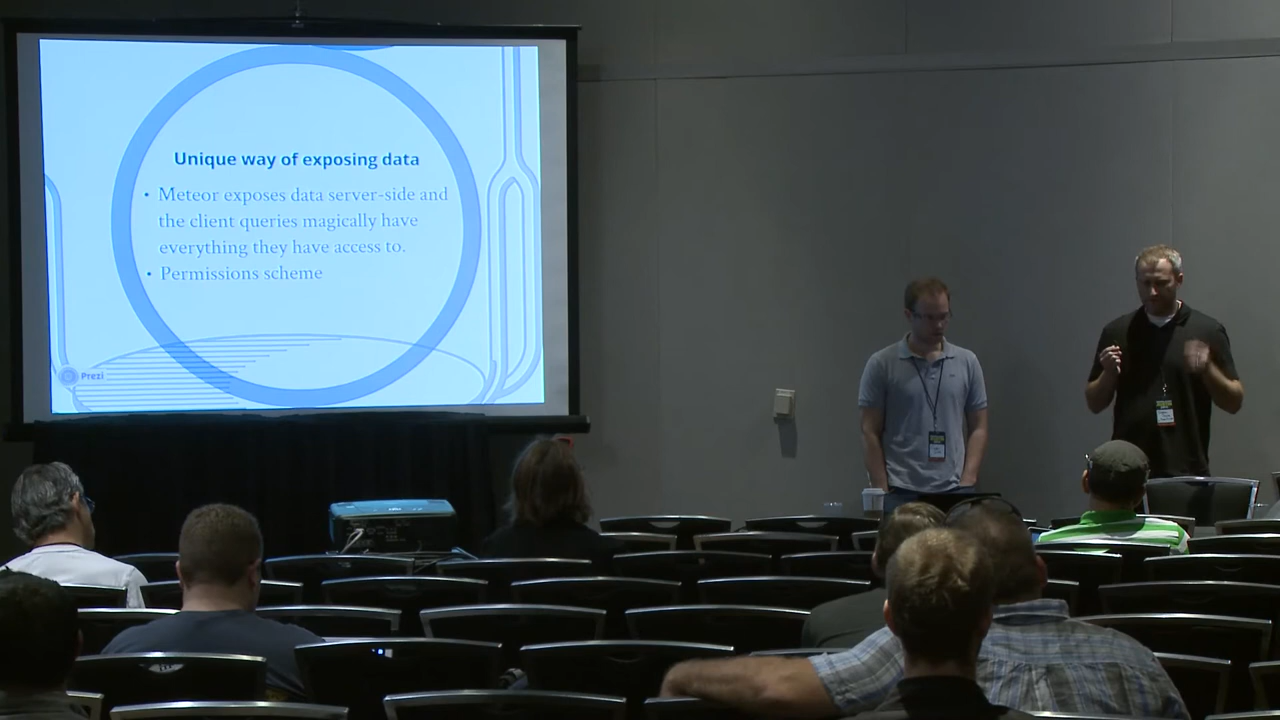 Unique way of exposing data
• Meteor exposes data server-side and
the client queries magically have
everything they have access to.
• Permissions scheme
Prezi